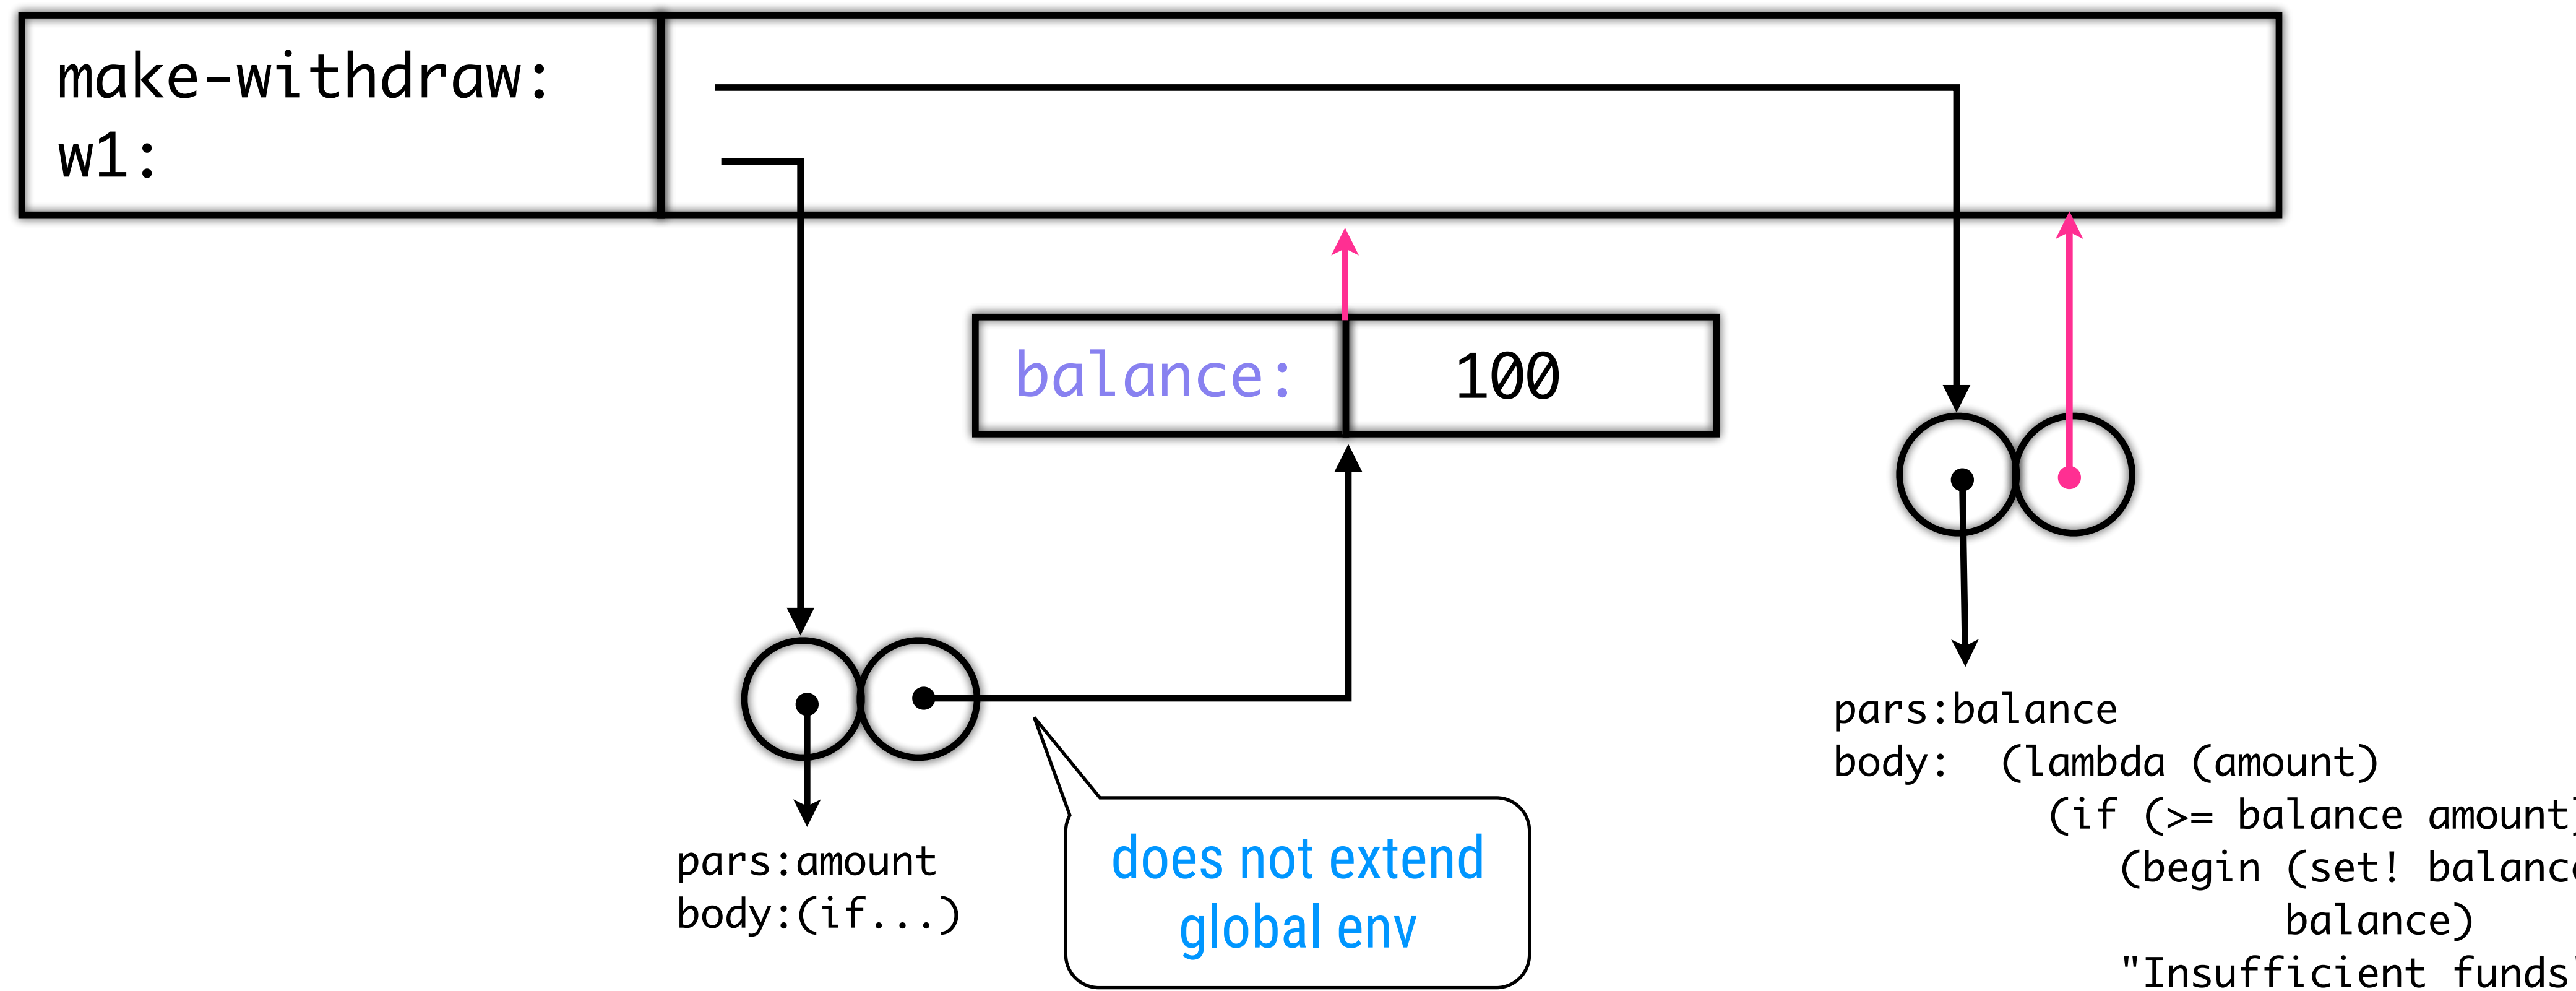 make-withdraw:
w1:
balance: 100
pars:amount
body:(if...)
does not extend
global env
pars:balance
body: (lambda (amount)
(if (>= balance amount)
(begin (set! balance
balance)
"Insufficient funds"